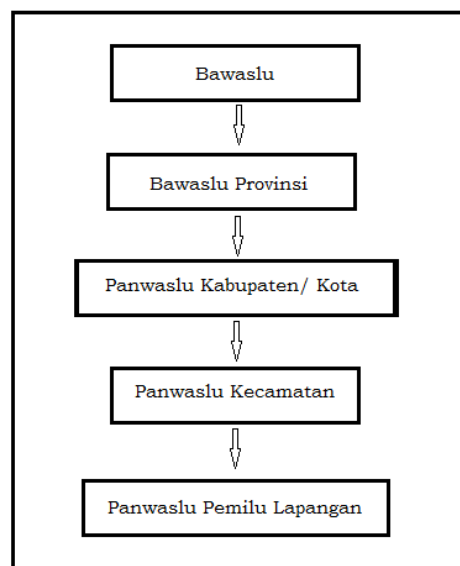 Bawaslu
Bawaslu Provinsi
Panwaslu Kabupaten/ Kota
Panwaslu Kecamatan
Panwaslu Pemilu Lapangan